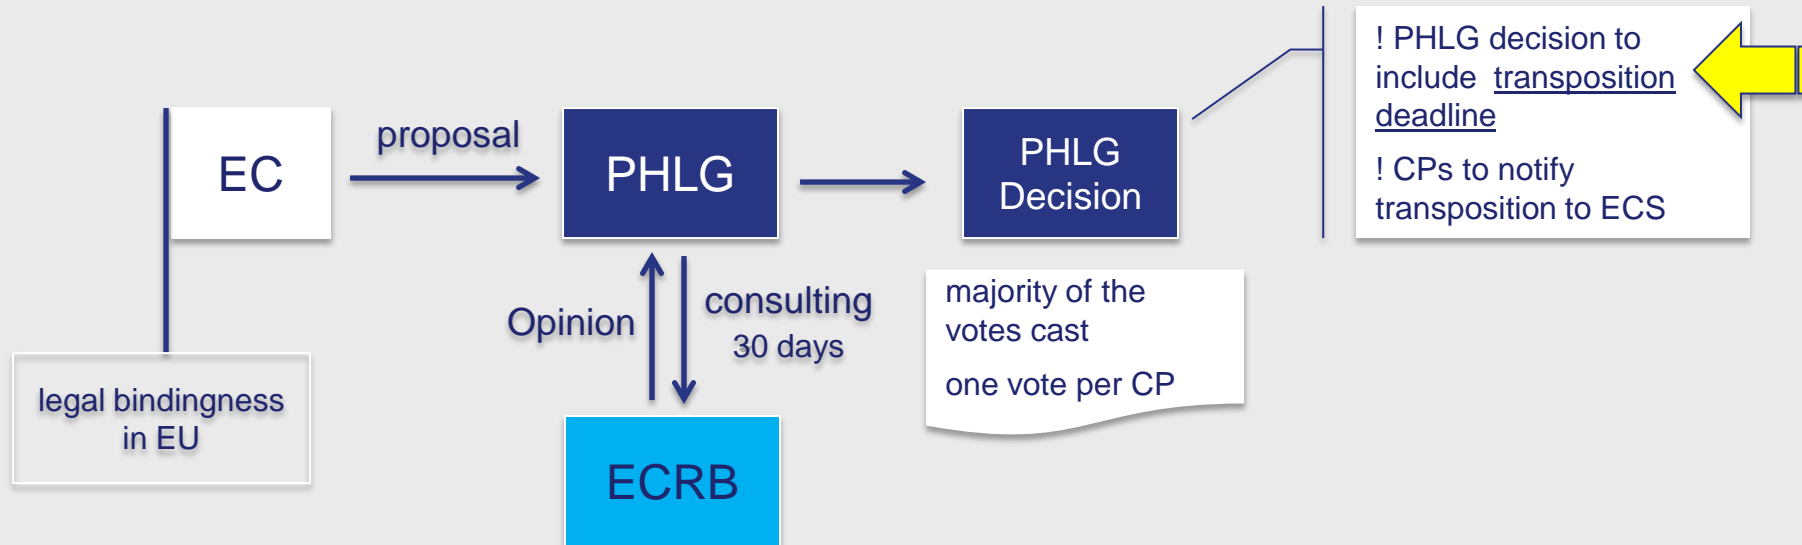 EC
legal bindingness
in EU
proposal
PHLG
Opinion
consulting
30 days
ECRB
PHLG
Decision
majority of the
votes cast
one vote per CP
! PHLG decision to
include transposition
deadline
! CPs to notify
transposition to ECS